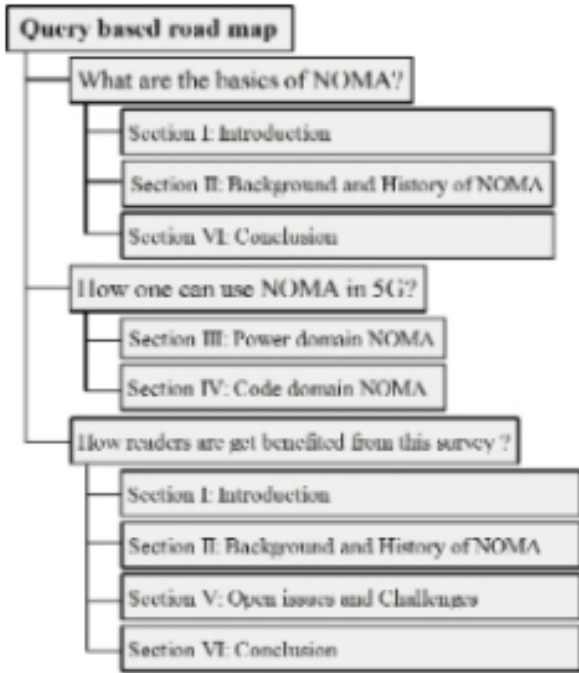 Query based road map
What are the basics of NOMA?
Section I: Introduction
Section II: Background and History of NOMA
Section VI: Conclusion
How one can use NOMA in 5G?
Section III: Power domain NOMA
Section IV: Code domain NOMA
How readers are get benefited from this survey ?
Section I: Introduction
Section II: Background and History of NOMA
Section V: Open issues and Challenges
Section VI: Conclusion